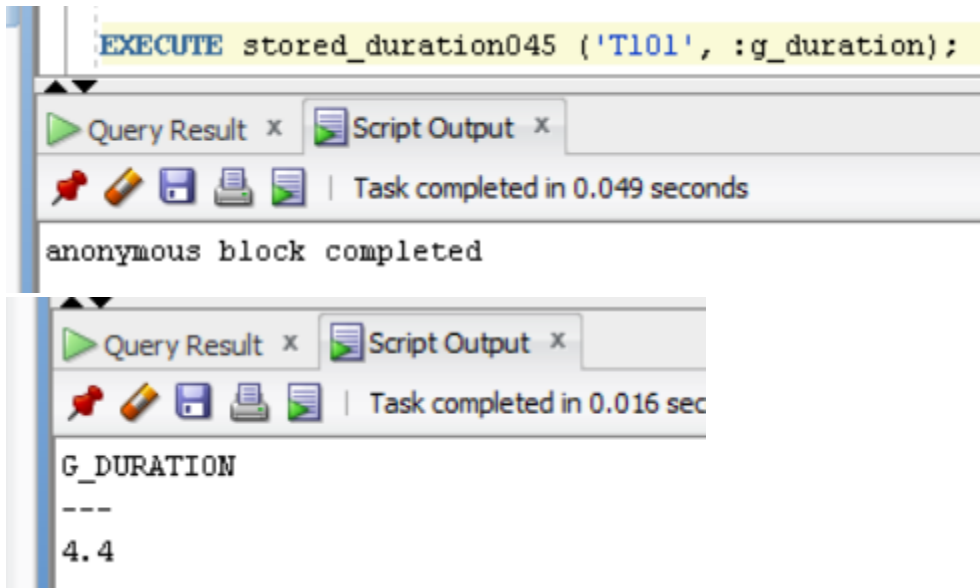 EXECUTE stored_duration045 ('T101', :g_duration);
Query Result x Script Output x
Task completed in 0.049 seconds
anonymous block completed
Query Result x Script Output x
Task completed in 0.016 sec
G_DURATION
---
4.4